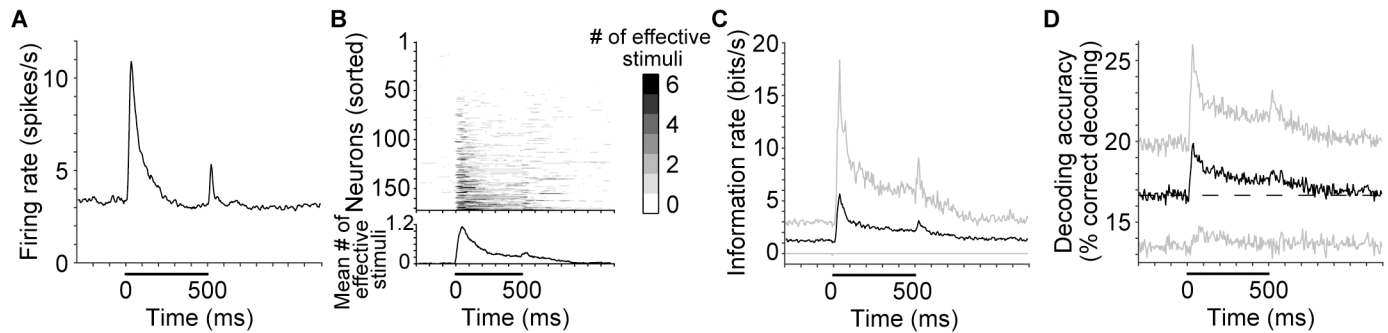 A
Firing rate (spikes/s)
10
5
0
0
500
Time (ms)
B
Neurons (sorted)
1
50
100
150
# of effective
stimuli
6
4
2
0
Mean # of
effective
stimuli
1.2
0
0
500
Time (ms)
C
Information rate (bits/s)
20
15
10
5
0
0
500
Time (ms)
D
Decoding accuracy
(% correct decoding)
25
20
15
0
500
Time (ms)